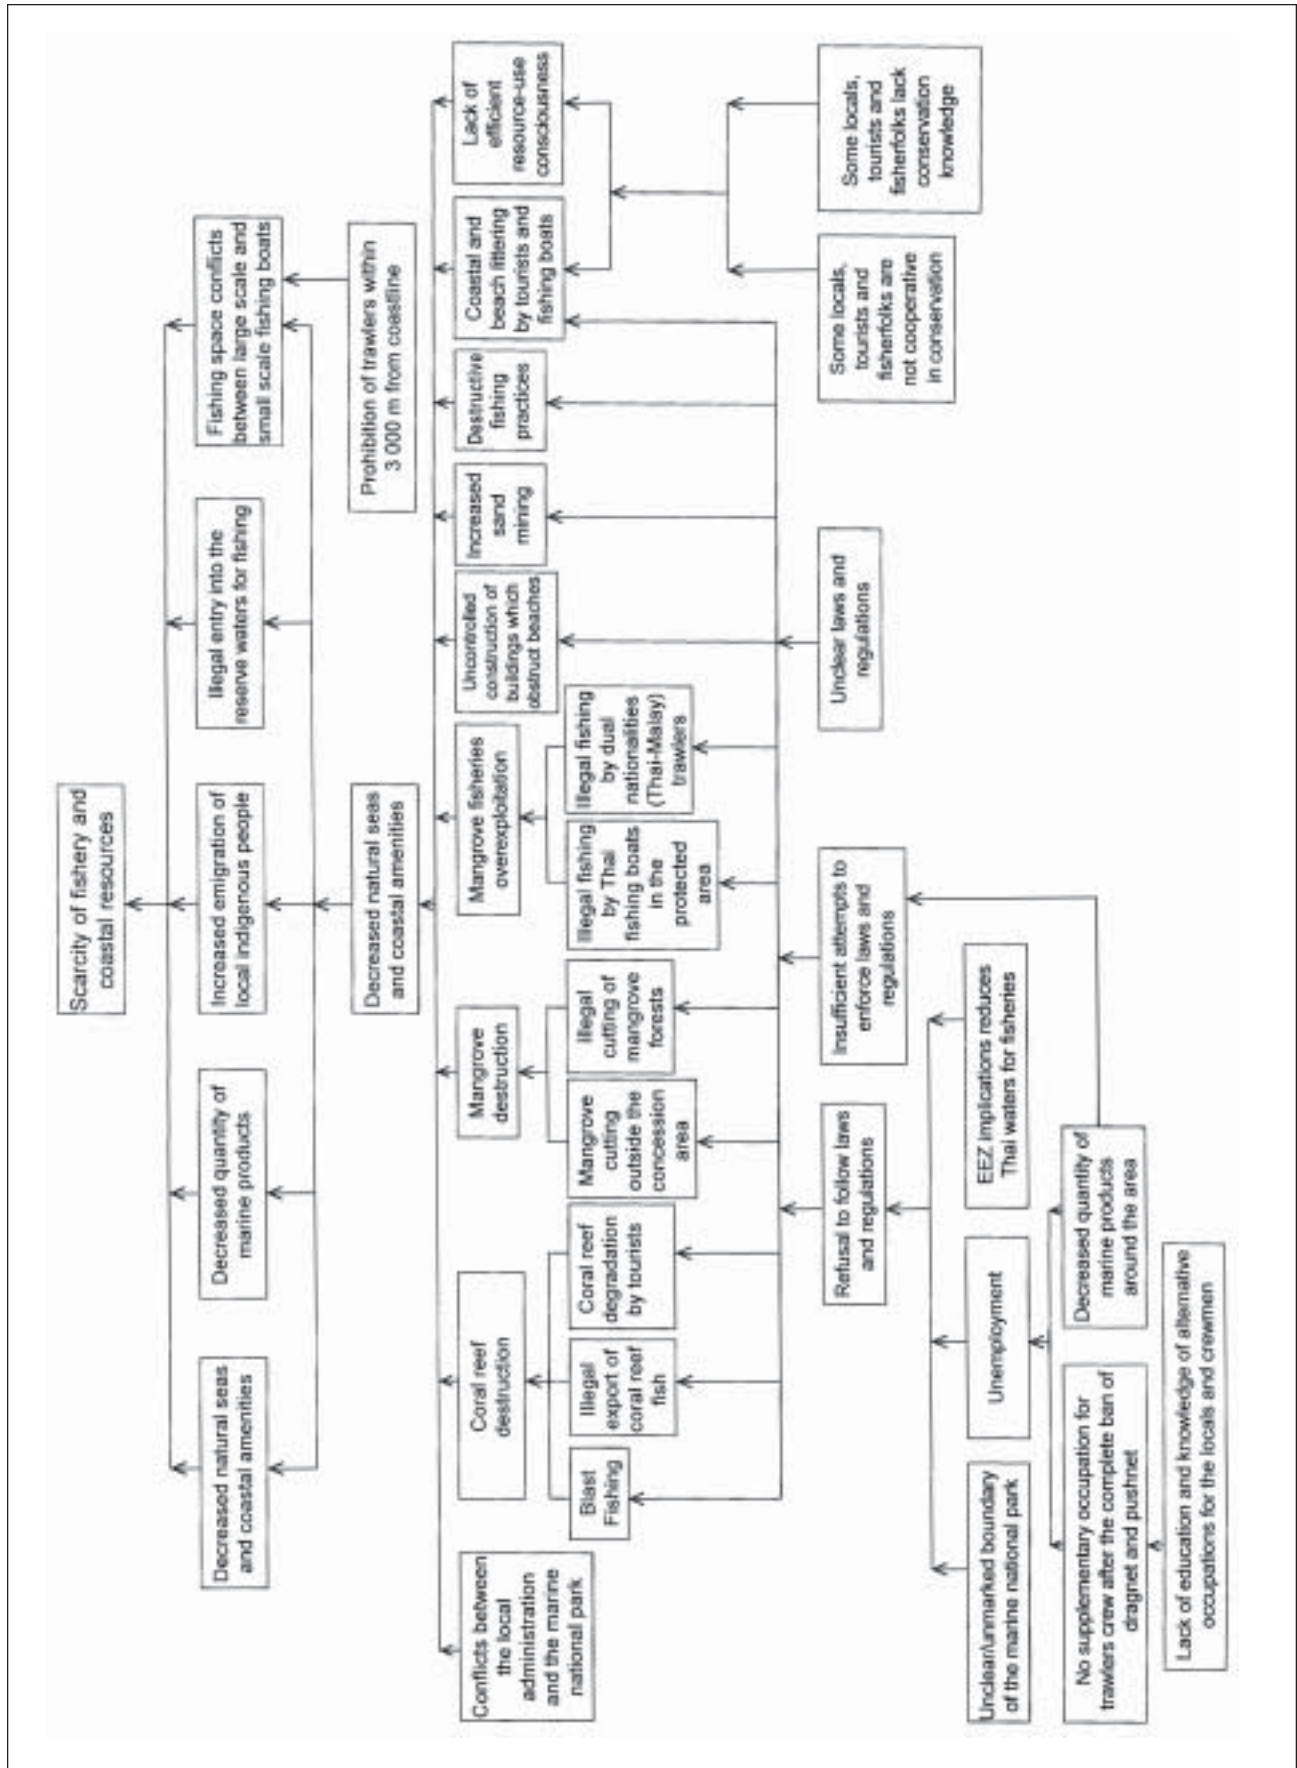 Scarcity of fishery and
coastal resources
Decreased natural seas
and coastal amenities
Decreased quantity of
marine products
Increased emigration of
local indigenous people
Illegal entry into the
reserve waters for fishing
Fishing space conflicts
between large scale and
small scale fishing boats
Decreased natural seas
and coastal amenities
Prohibition of trawlers within
3 000 m from coastline
Conflicts between
the local
administration
and the marine
national park
Coral reef
destruction
Mangrove
destruction
Mangrove fisheries
overexploitation
Uncontrolled
construction of
buildings which
obstruct beaches
Increased
sand
mining
Destructive
fishing
practices
Coastal and
beach littering
by tourists and
fishing boats
Lack of
efficient
resource-use
consciousness
Blast
Fishing
Illegal
export of
coral reef
fish
Coral reef
degradation
by tourists
Mangrove
cutting
outside the
concession
area
Illegal
cutting of
mangrove
forests
Illegal fishing
by Thai
fishing boats
in the
protected
area
Illegal fishing
by dual
nationalities
(Thai-Malay)
trawlers
Refusal to follow laws
and regulations
Insufficient attempts to
enforce laws and
regulations
Unclear laws and
regulations
Some locals,
tourists and
fisherfolks are
not cooperative
in conservation
Some locals,
tourists and
fisherfolks lack
conservation
knowledge
Unclear/unmarked boundary
of the marine national park
Unemployment
EEZ implications reduces
Thai waters for fisheries
No supplementary occupation for
trawlers crew after the complete ban of
dragnet and pushnet
Decreased quantity of
marine products
around the area
Lack of education and knowledge of alternative
occupations for the locals and crewmen